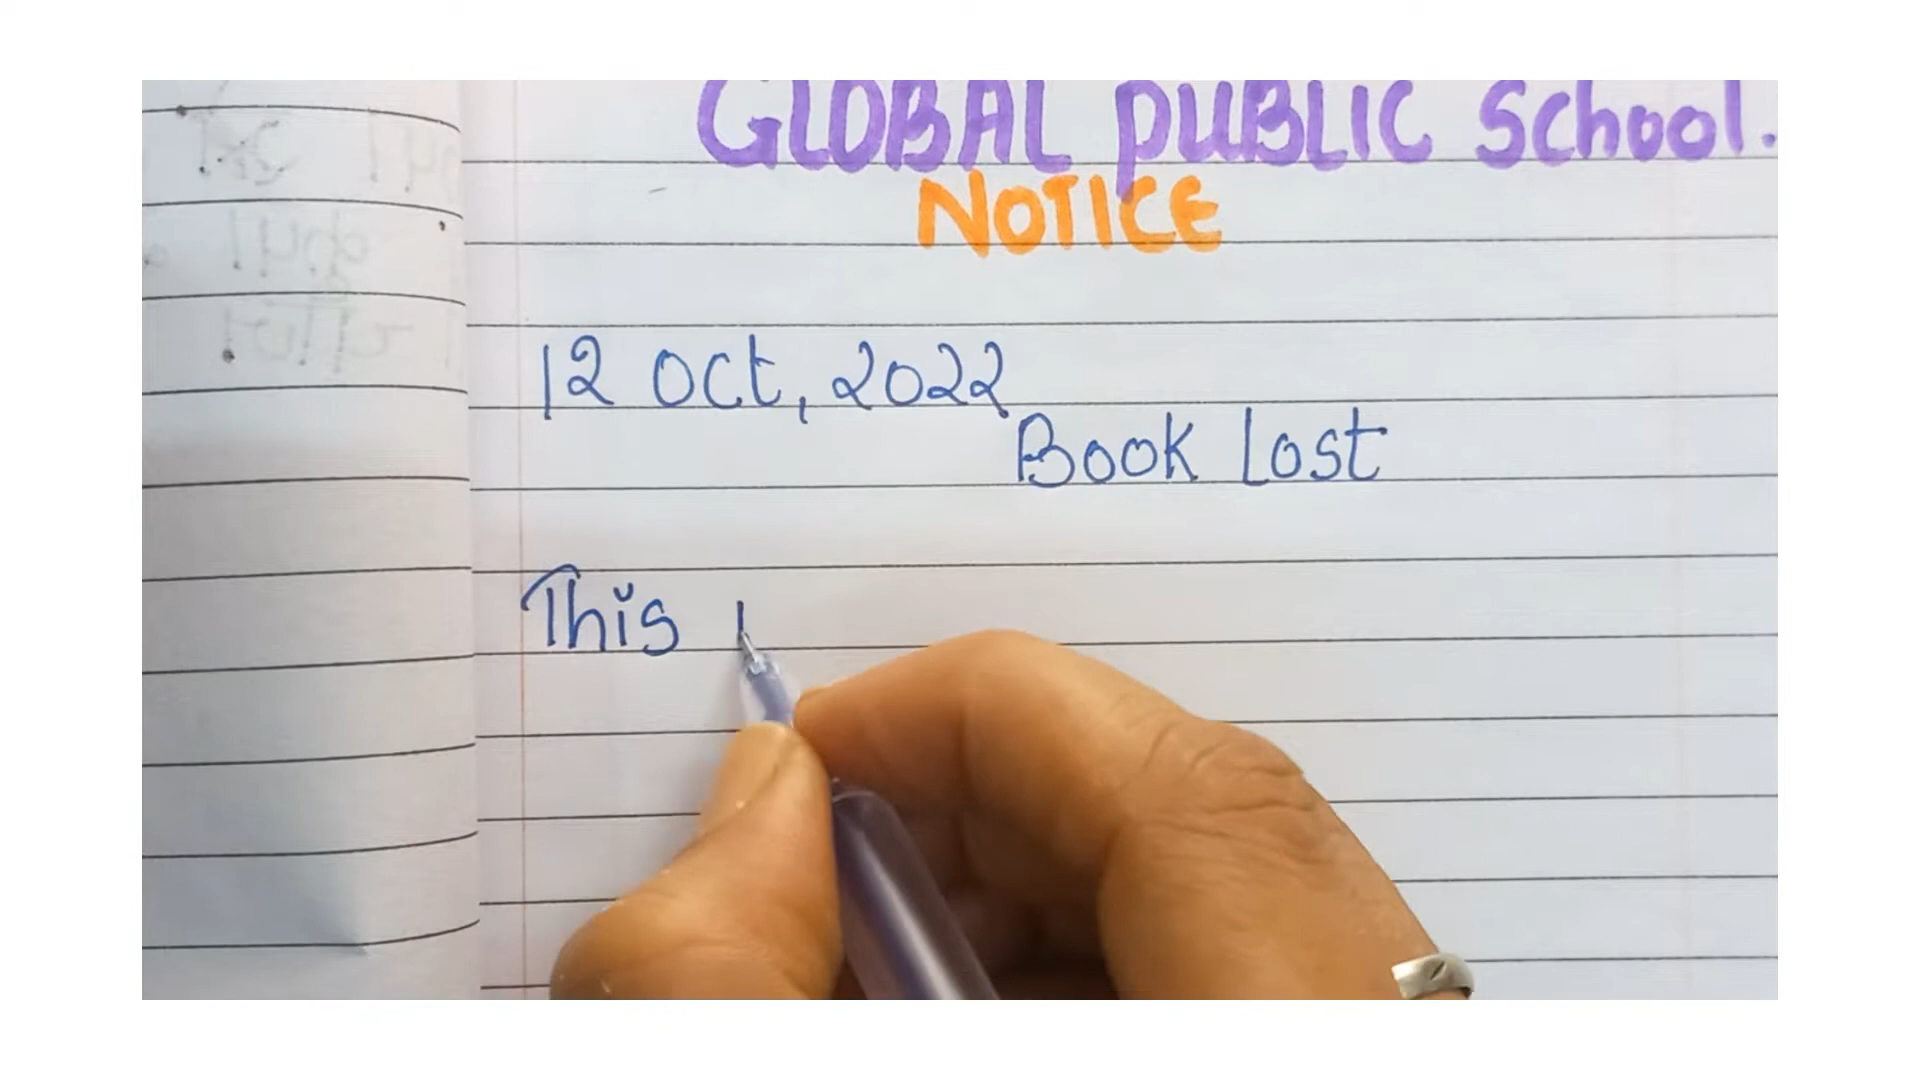 GLOBAL PUBLIC School.
NOTICE
12 Oct, 2022
Book Lost
This